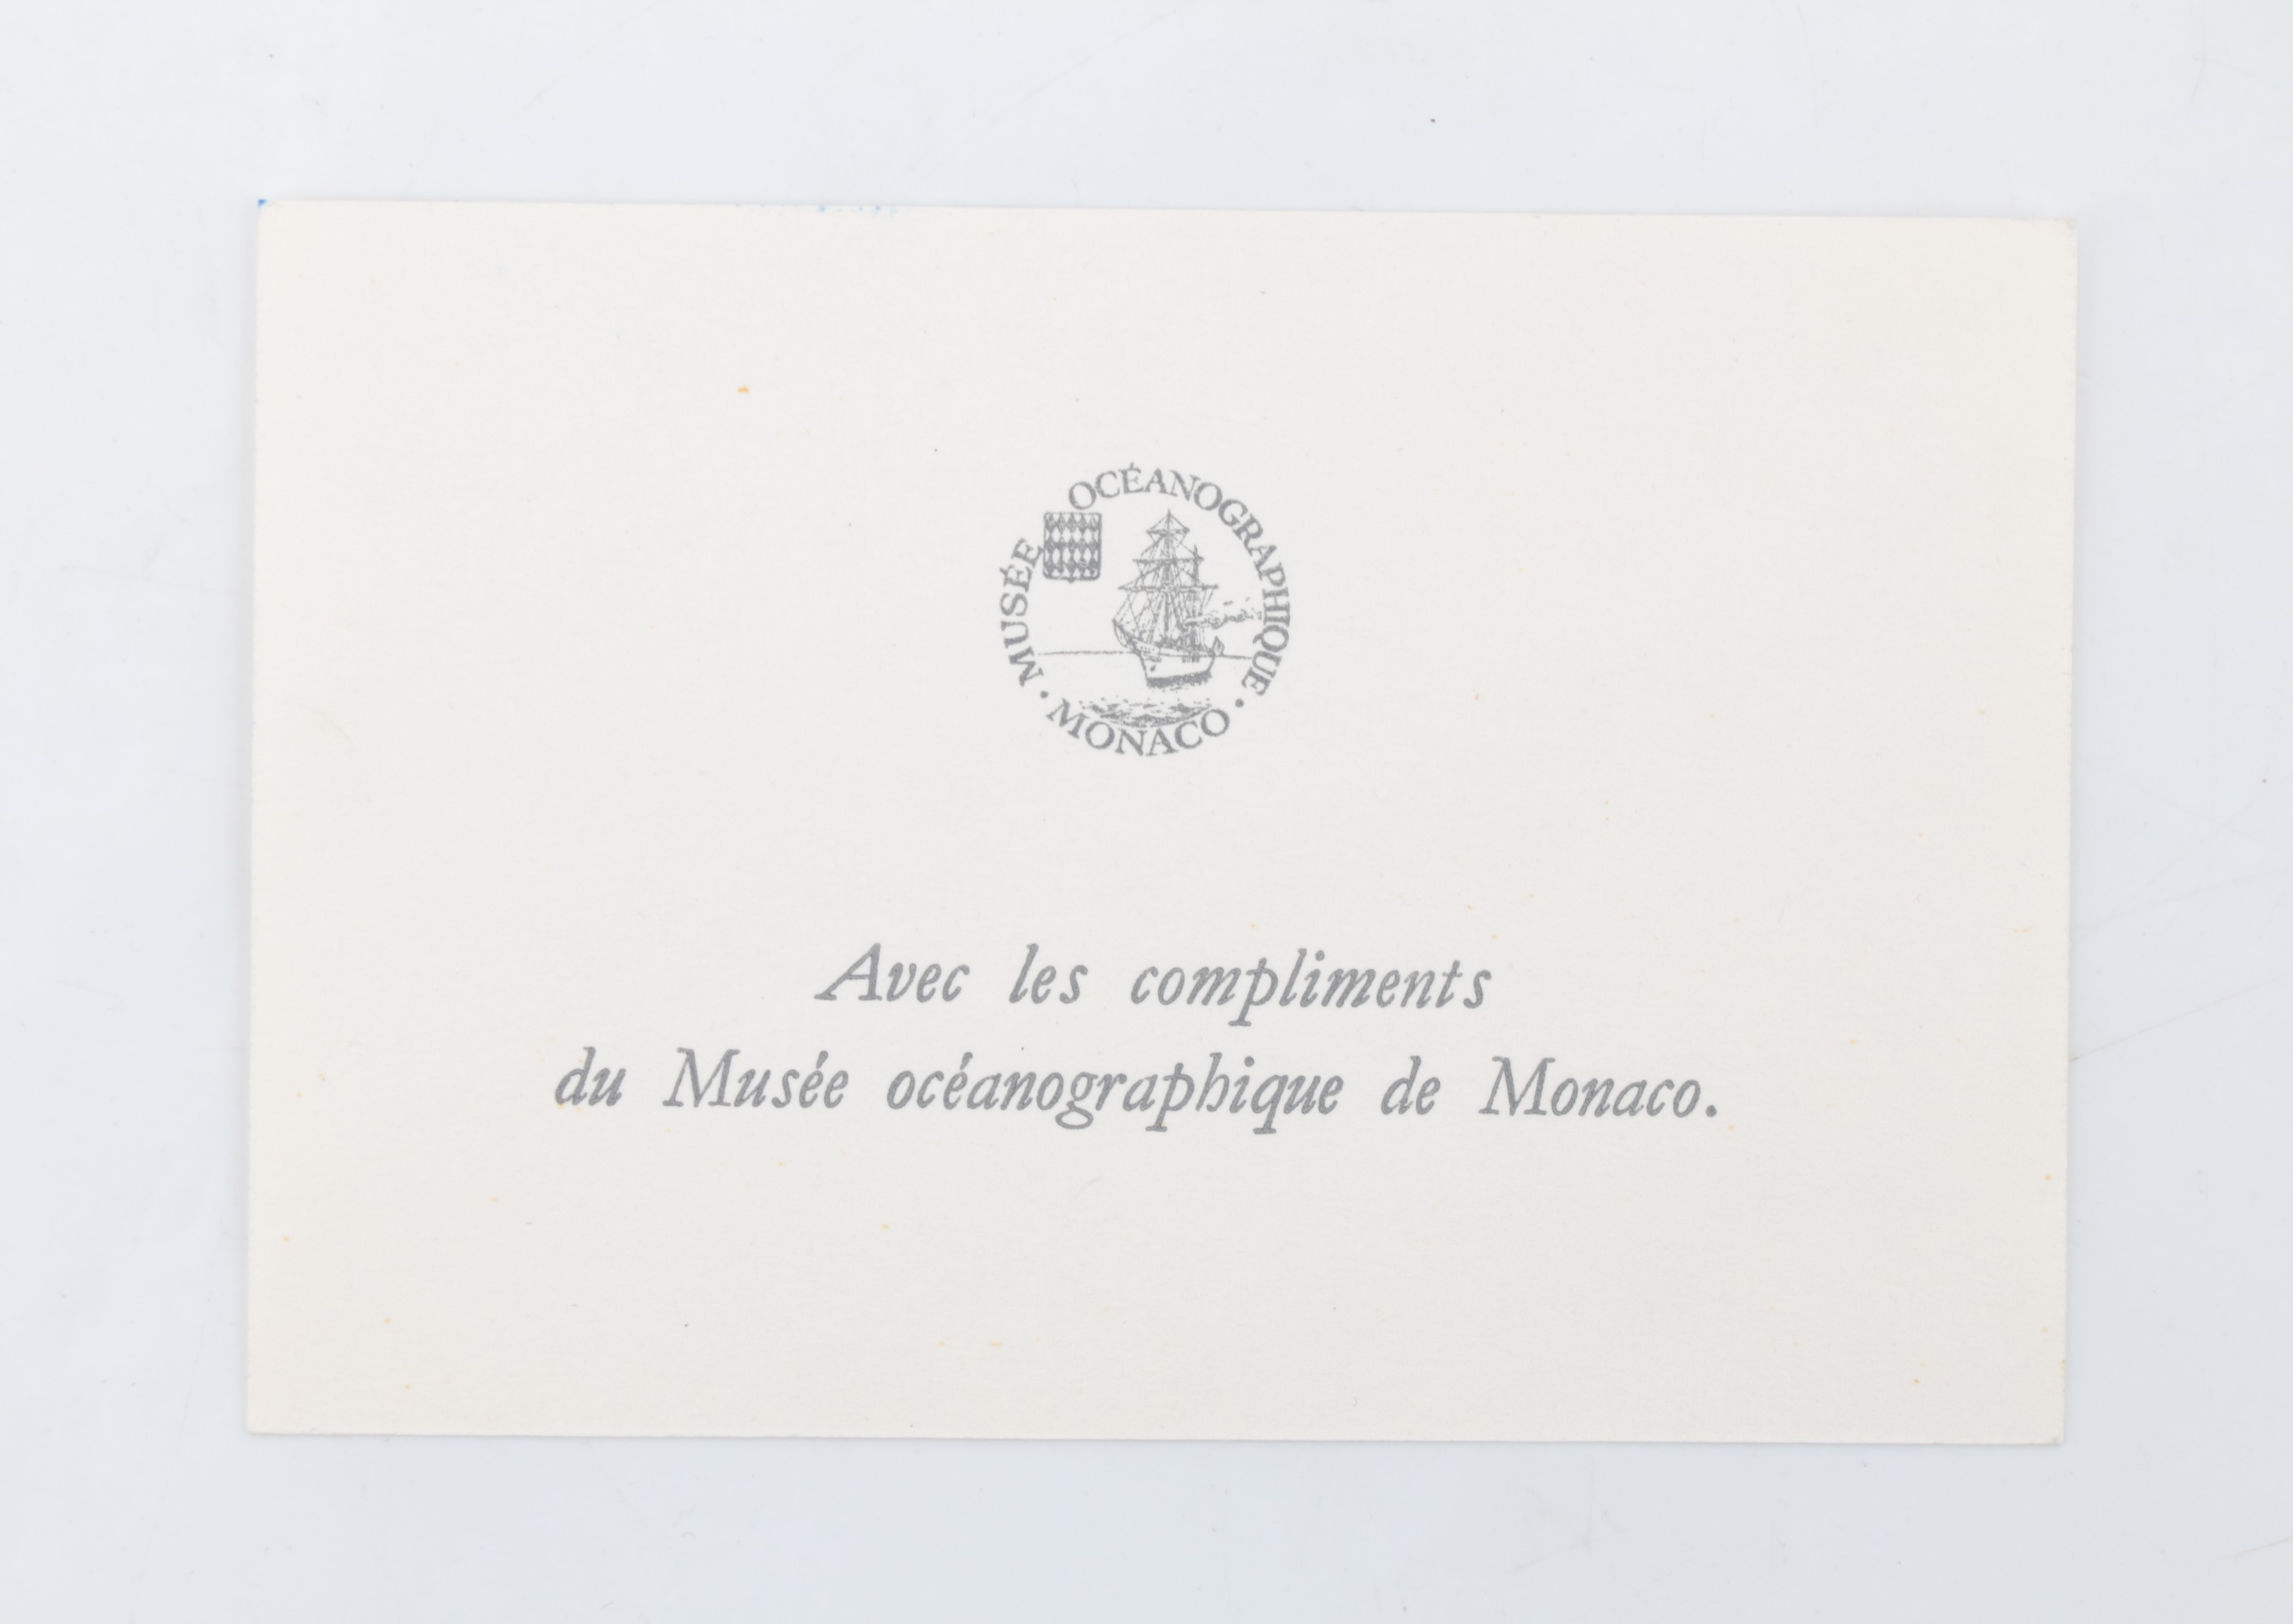 MUSÉE OCÉANOGRAPHIQUE
· MONACO ·
Avec les compliments
du Musée océanographique de Monaco.